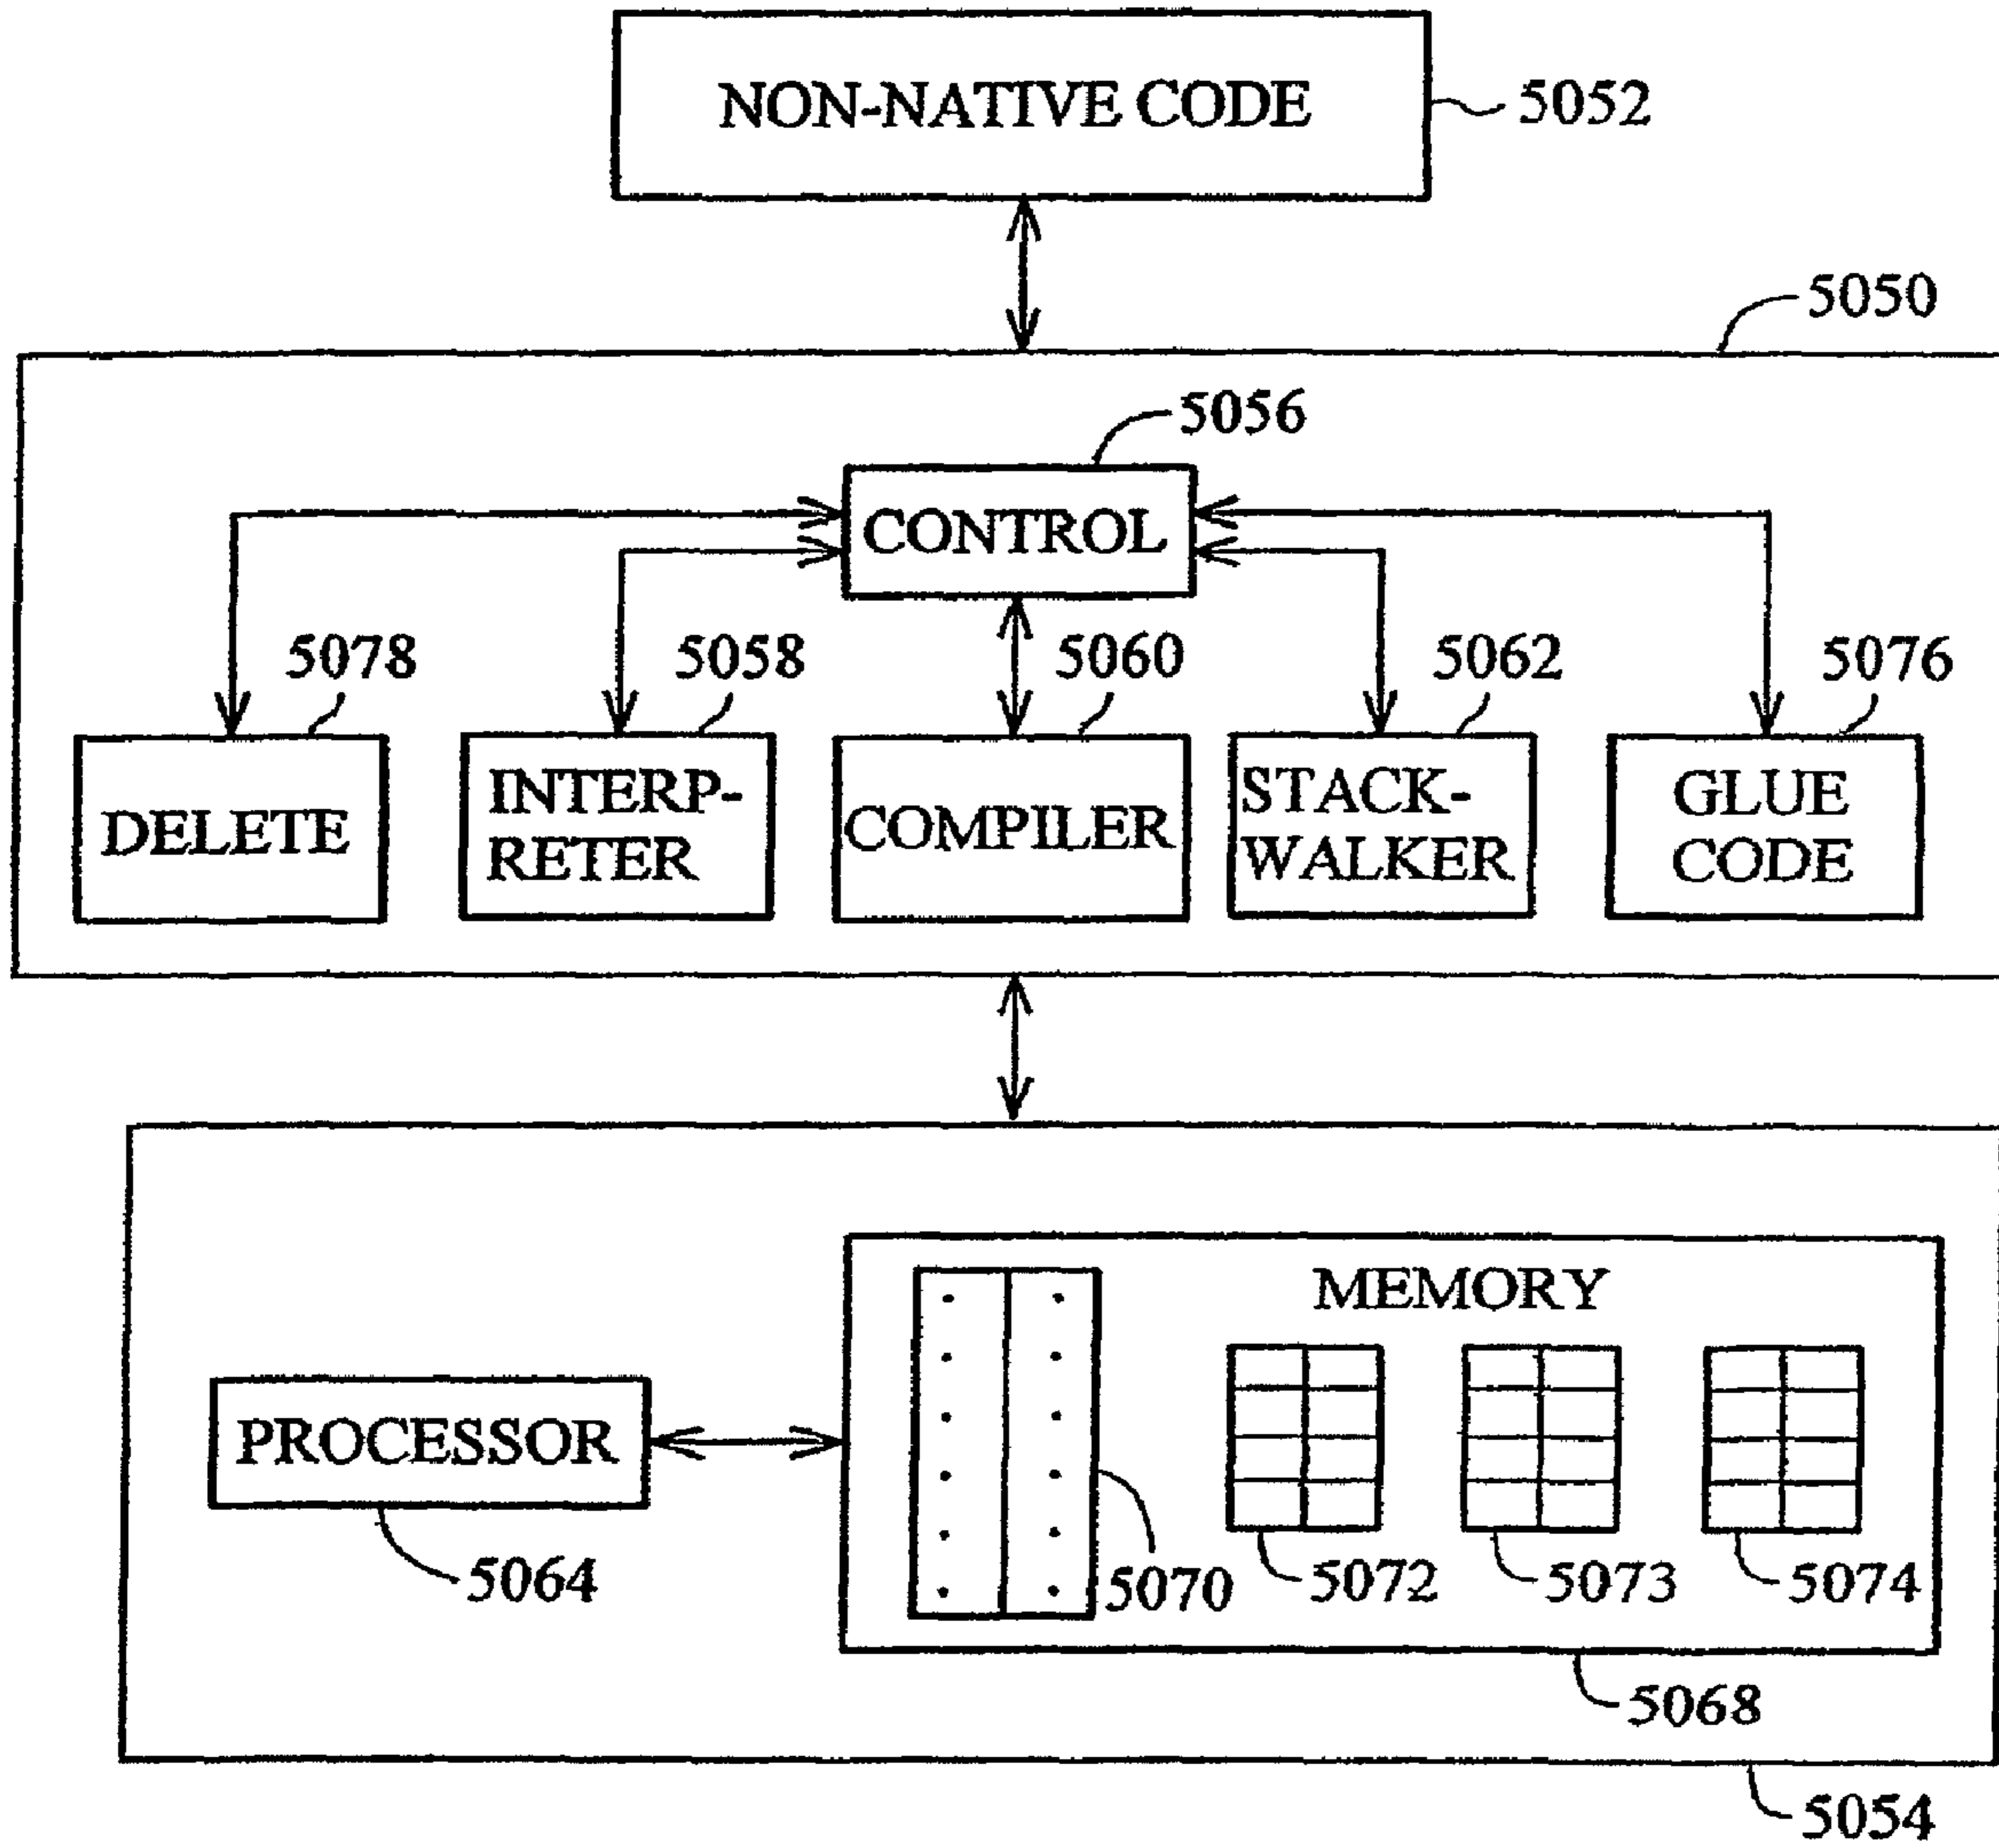 NON-NATIVE CODE
5052
5050
5056
CONTROL
5078
5058
5060
5062
5076
DELETE
INTERP-
RETER
COMPILER
STACK-
WALKER
GLUE
CODE
MEMORY
PROCESSOR
5064
5070
5072
5073
5074
5068
5054